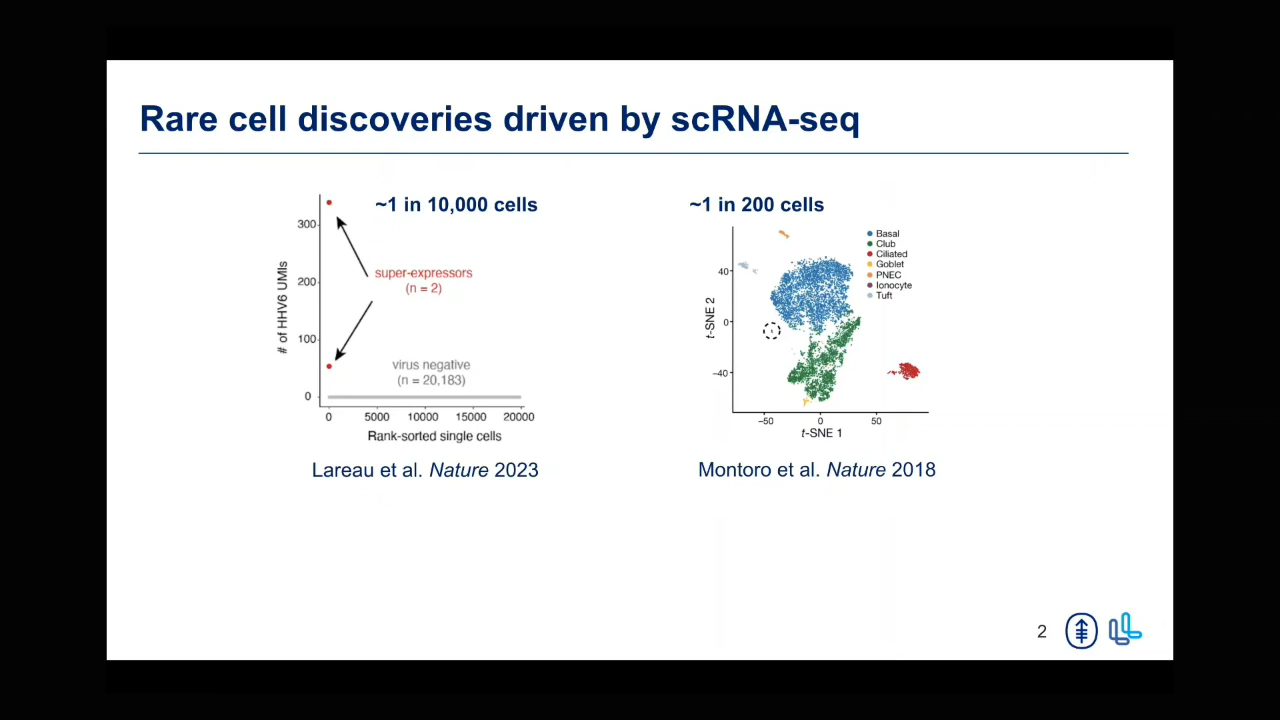 Rare cell discoveries driven by scRNA-seq
~1 in 10,000 cells
300
200
100
0
# of HHV6 UMIs
super-expressors
(n = 2)
virus negative
(n = 20,183)
0 5000 10000 15000 20000
Rank-sorted single cells
Lareau et al. Nature 2023
~1 in 200 cells
40
0
−40
t-SNE 2
Basal
Club
Ciliated
Goblet
PNEC
Ionocyte
Tuft
−50 0 50
t-SNE 1
Montoro et al. Nature 2018
2